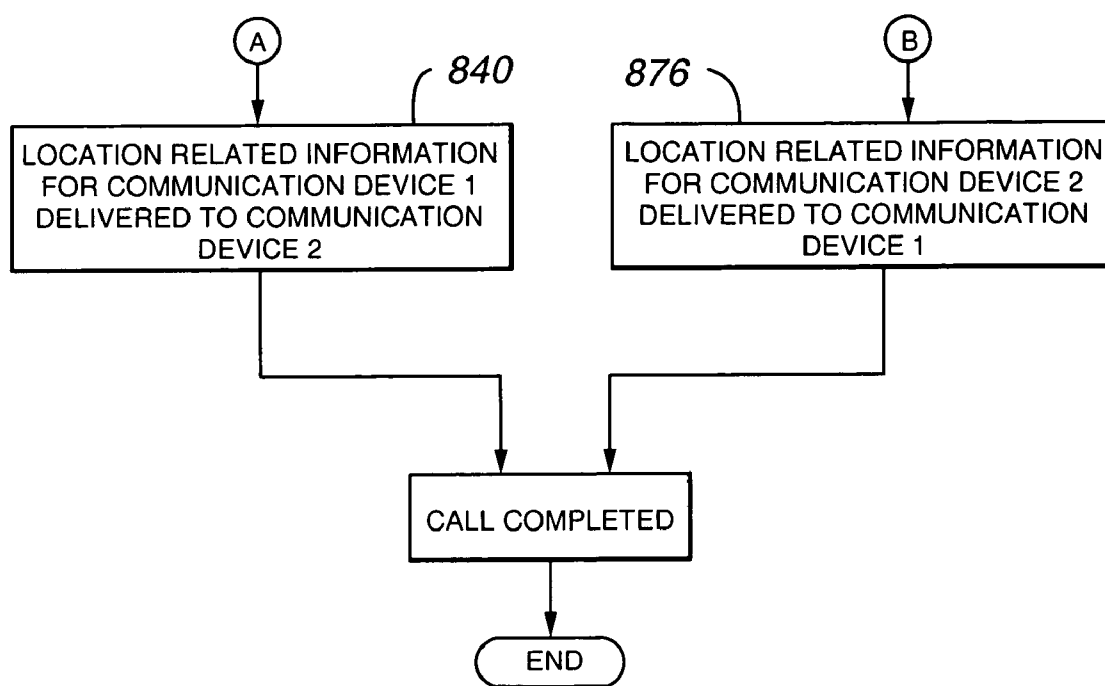 A
B
840
876
LOCATION RELATED INFORMATION
FOR COMMUNICATION DEVICE 1
DELIVERED TO COMMUNICATION
DEVICE 2
LOCATION RELATED INFORMATION
FOR COMMUNICATION DEVICE 2
DELIVERED TO COMMUNICATION
DEVICE 1
CALL COMPLETED
END